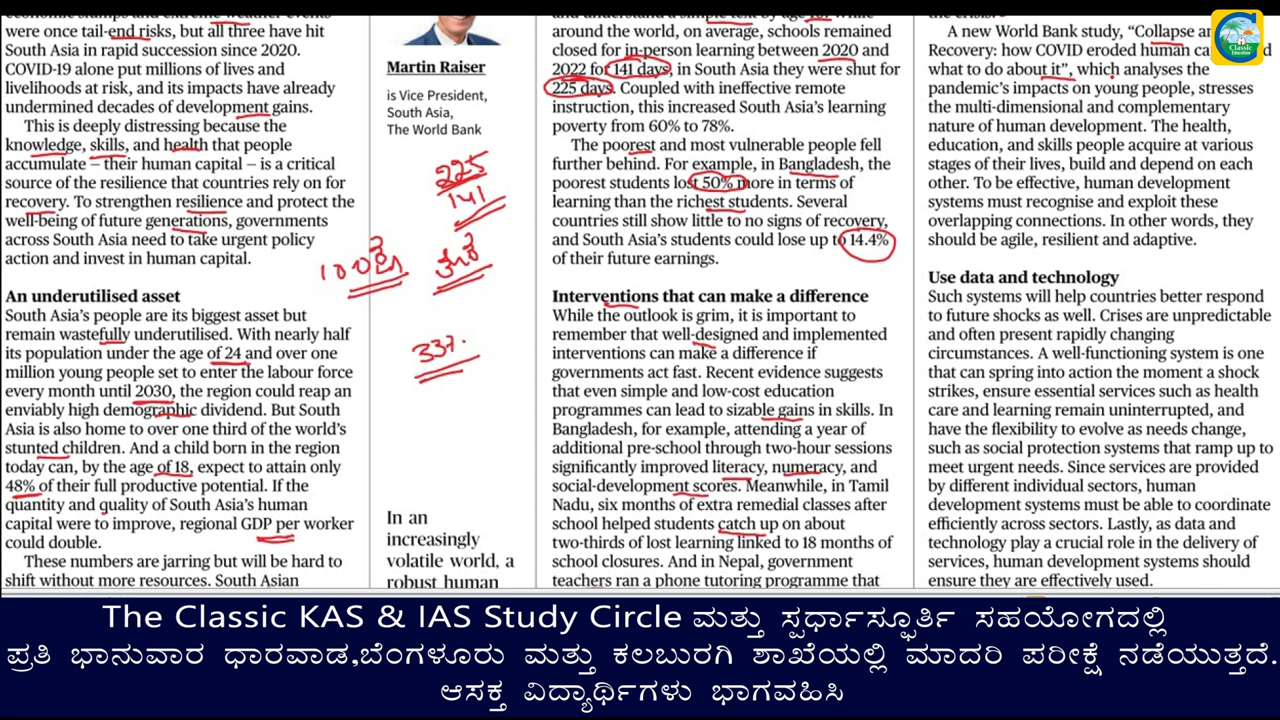 were once tail-end risks, but all three have hit
South Asia in rapid succession since 2020.
COVID-19 alone put millions of lives and
livelihoods at risk, and its impacts have already
undermined decades of development gains.
This is deeply distressing because the
knowledge, skills, and health that people
accumulate — their human capital — is a critical
source of the resilience that countries rely on for
recovery. To strengthen resilience and protect the
well-being of future generations, governments
across South Asia need to take urgent policy
action and invest in human capital.
An underutilised asset
South Asia's people are its biggest asset but
remain wastefully underutilised. With nearly half
its population under the age of 24 and over one
million young people set to enter the labour force
every month until 2030, the region could reap an
enviably high demographic dividend. But South
Asia is also home to over one third of the world's
stunted children. And a child born in the region
today can, by the age of 18, expect to attain only
48% of their full productive potential. If the
quantity and quality of South Asia's human
capital were to improve, regional GDP per worker
could double.
These numbers are jarring but will be hard to
shift without more resources. South Asian
Martin Raiser
is Vice President,
South Asia,
The World Bank
225
141
337.
In an
increasingly
volatile world, a
robust human
and understand a simple text by age
around the world, on average, schools remained
closed for in-person learning between 2020 and
2022 for 141 days, in South Asia they were shut for
225 days. Coupled with ineffective remote
instruction, this increased South Asia's learning
poverty from 60% to 78%.
The poorest and most vulnerable people fell
further behind. For example, in Bangladesh, the
poorest students lost 50% more in terms of
learning than the richest students. Several
countries still show little to no signs of recovery,
and South Asia's students could lose up to 14.4%
of their future earnings.
Interventions that can make a difference
While the outlook is grim, it is important to
remember that well-designed and implemented
interventions can make a difference if
governments act fast. Recent evidence suggests
that even simple and low-cost education
programmes can lead to sizable gains in skills. In
Bangladesh, for example, attending a year of
additional pre-school through two-hour sessions
significantly improved literacy, numeracy, and
social-development scores. Meanwhile, in Tamil
Nadu, six months of extra remedial classes after
school helped students catch up on about
two-thirds of lost learning linked to 18 months of
school closures. And in Nepal, government
teachers ran a phone tutoring programme that
A new World Bank study, “Collapse an
Recovery: how COVID eroded human ca d
what to do about it”, which analyses the
pandemic's impacts on young people, stresses
the multi-dimensional and complementary
nature of human development. The health,
education, and skills people acquire at various
stages of their lives, build and depend on each
other. To be effective, human development
systems must recognise and exploit these
overlapping connections. In other words, they
should be agile, resilient and adaptive.
Use data and technology
Such systems will help countries better respond
to future shocks as well. Crises are unpredictable
and often present rapidly changing
circumstances. A well-functioning system is one
that can spring into action the moment a shock
strikes, ensure essential services such as health
care and learning remain uninterrupted, and
have the flexibility to evolve as needs change,
such as social protection systems that ramp up to
meet urgent needs. Since services are provided
by different individual sectors, human
development systems must be able to coordinate
efficiently across sectors. Lastly, as data and
technology play a crucial role in the delivery of
services, human development systems should
ensure they are effectively used.
Classic
Education
The Classic KAS & IAS Study Circle ಮತ್ತು ಸ್ಪರ್ಧಾಸ್ಫೂರ್ತಿ ಸಹಯೋಗದಲ್ಲಿ
ಪ್ರತಿ ಭಾನುವಾರ ಧಾರವಾಡ,ಬೆಂಗಳೂರು ಮತ್ತು ಕಲಬುರಗಿ ಶಾಖೆಯಲ್ಲಿ ಮಾದರಿ ಪರೀಕ್ಷೆ ನಡೆಯುತ್ತದೆ.
ಆಸಕ್ತ ವಿದ್ಯಾರ್ಥಿಗಳು ಭಾಗವಹಿಸಿ